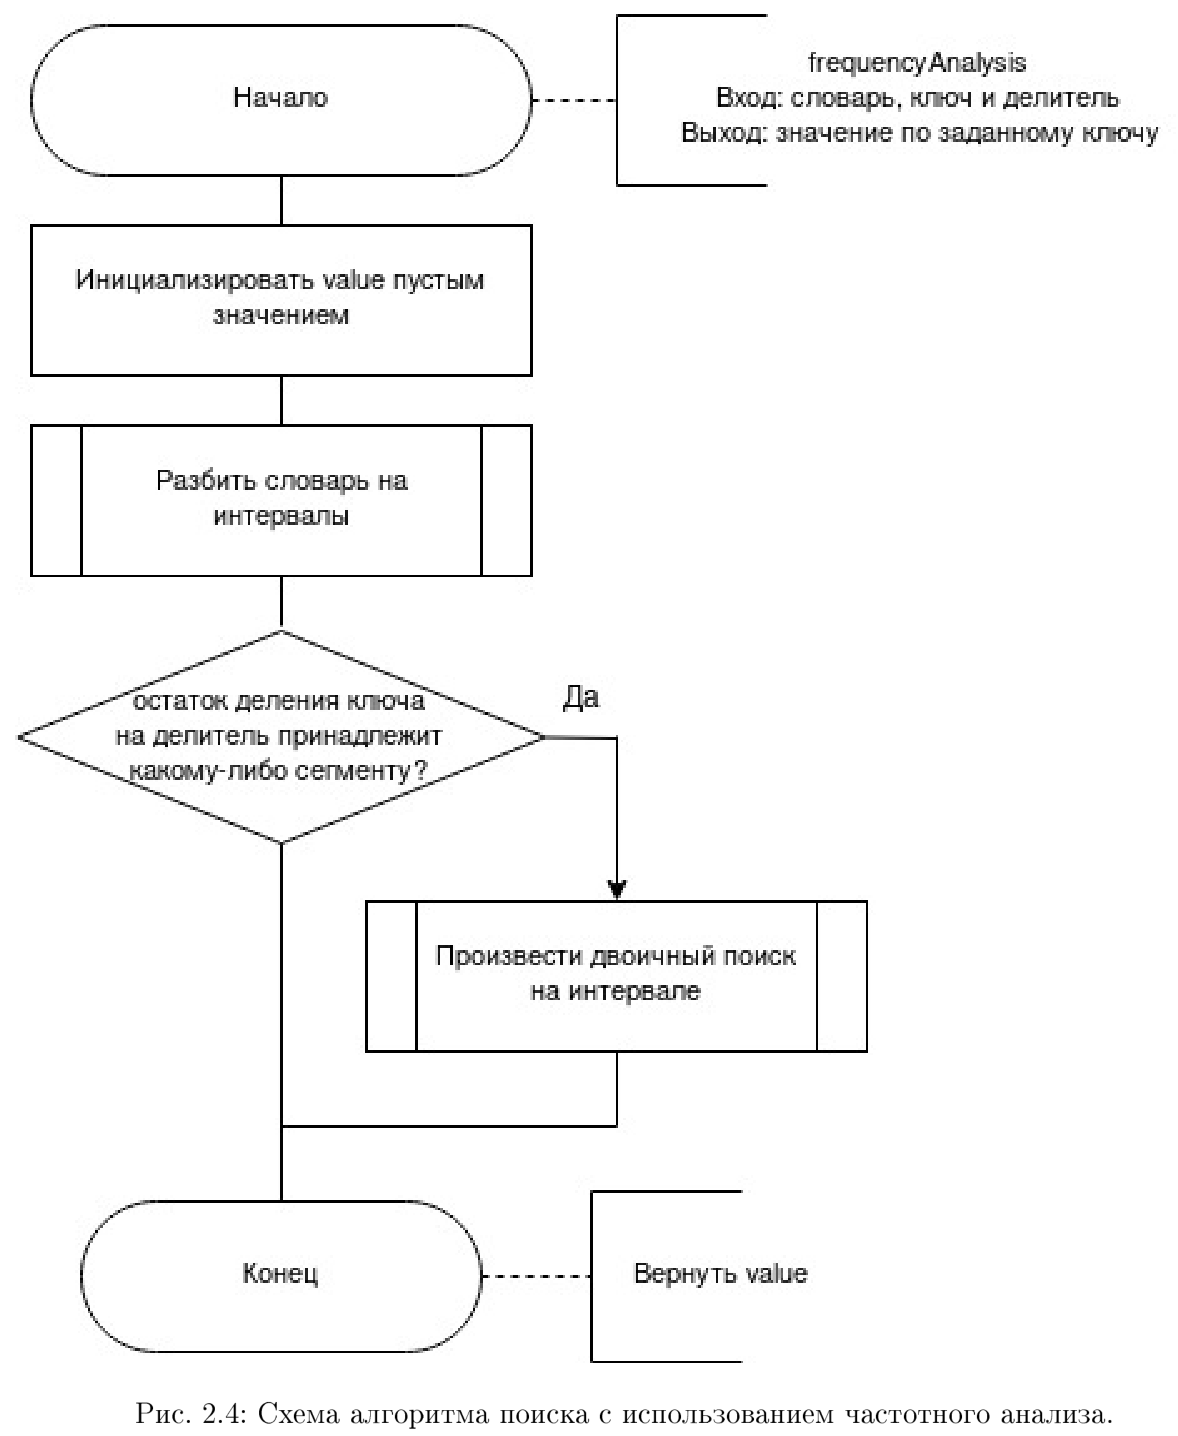 Начало
frequencyAnalysis
Вход: словарь, ключ и делитель
Выход: значение по заданному ключу
Инициализировать value пустым
значением
Разбить словарь на
интервалы
остаток деления ключа
на делитель принадлежит
какому-либо сегменту?
Да
Произвести двоичный поиск
на интервале
Конец
Вернуть value
Рис. 2.4: Схема алгоритма поиска с использованием частотного анализа.